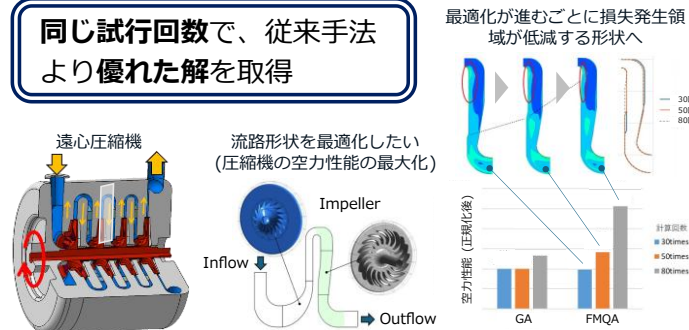 同じ試行回数で、従来手法
より優れた解を取得
最適化が進むごとに損失発生領
域が低減する形状へ
遠心圧縮機
流路形状を最適化したい
(圧縮機の空力性能の最大化)
Impeller
Inflow
Outflow
空力性能 (正規化後)
計算回数
30times
50times
80times
GA
FMQA